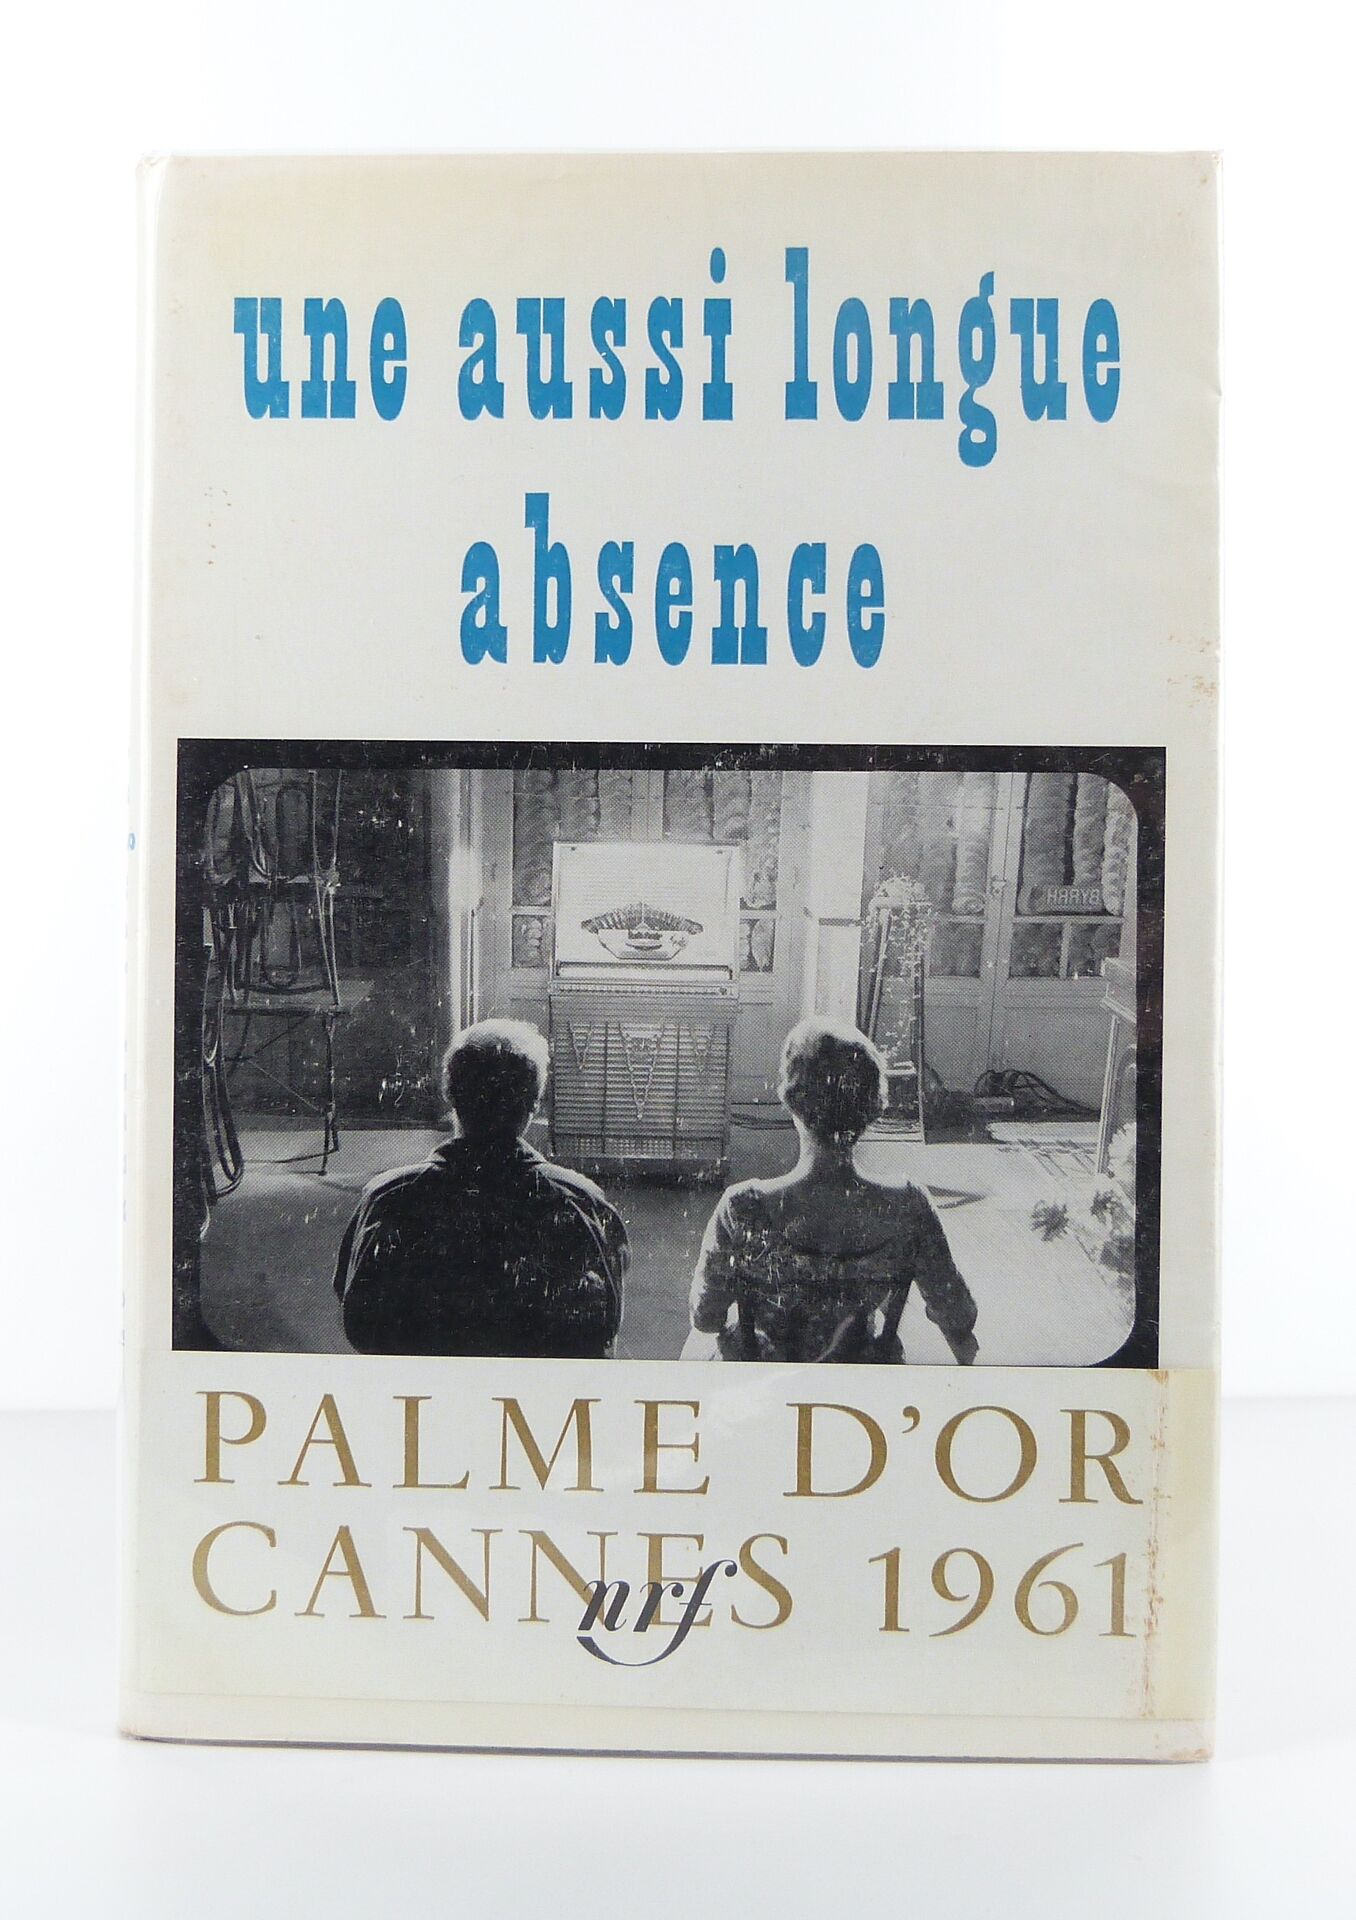 une aussi longue
absence
PALME D'OR
CANNES 1961
nrf